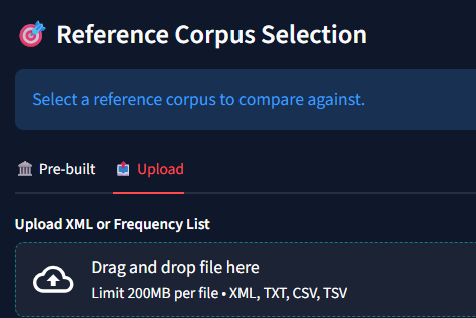 Reference Corpus Selection
Select a reference corpus to compare against.
Pre-built Upload
Upload XML or Frequency List
Drag and drop file here
Limit 200MB per file • XML, TXT, CSV, TSV